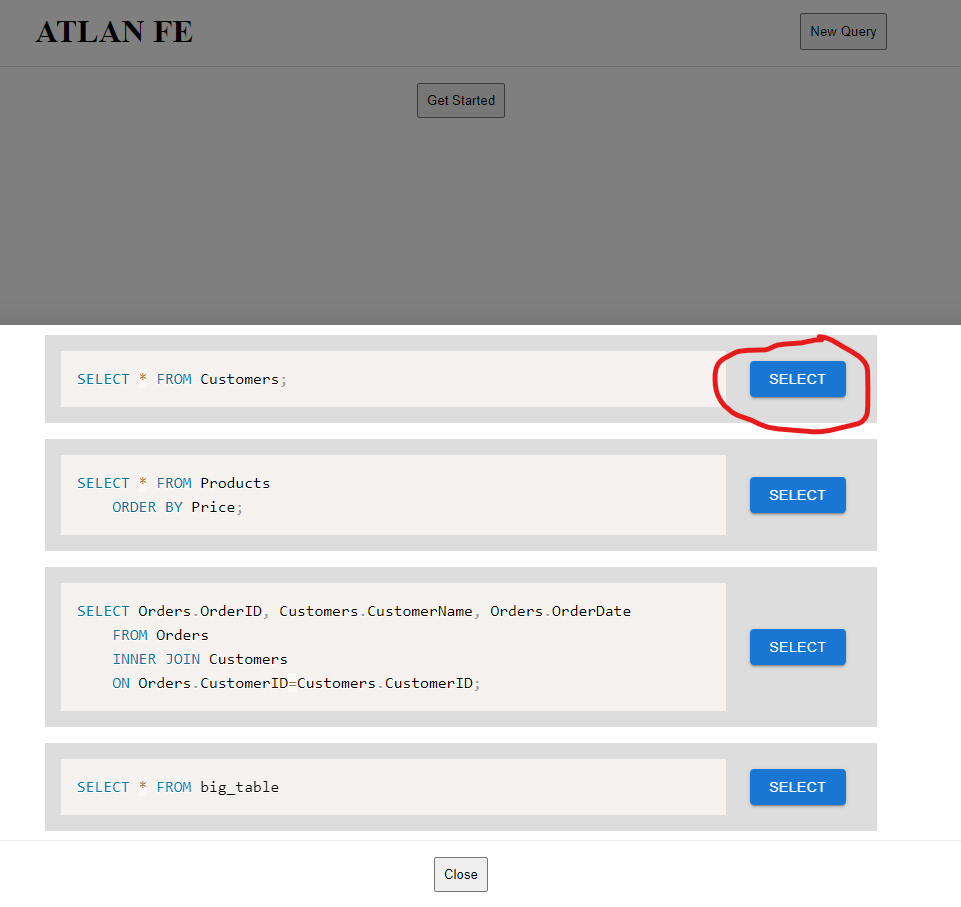 ATLAN FE
New Query
Get Started
SELECT * FROM Customers;
SELECT
SELECT * FROM Products
ORDER BY Price;
SELECT
SELECT Orders.OrderID, Customers.CustomerName, Orders.OrderDate
FROM Orders
INNER JOIN Customers
ON Orders.CustomerID=Customers.CustomerID;
SELECT
SELECT * FROM big_table
SELECT
Close